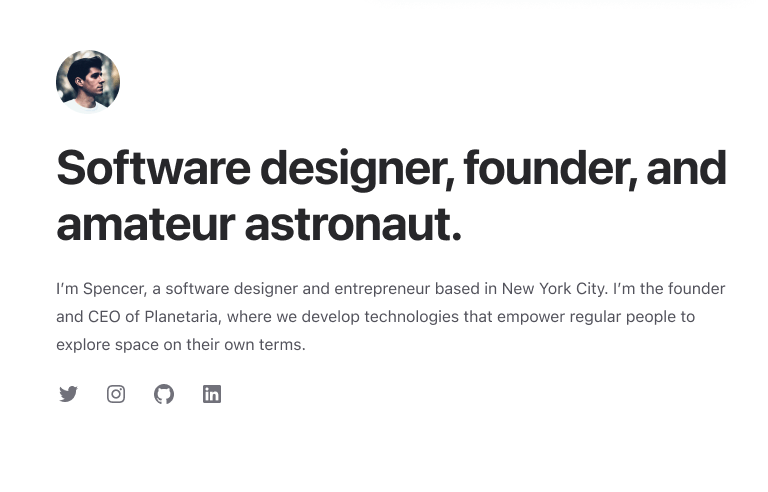 Software designer, founder, and
amateur astronaut.
I’m Spencer, a software designer and entrepreneur based in New York City. I’m the founder
and CEO of Planetaria, where we develop technologies that empower regular people to
explore space on their own terms.
in